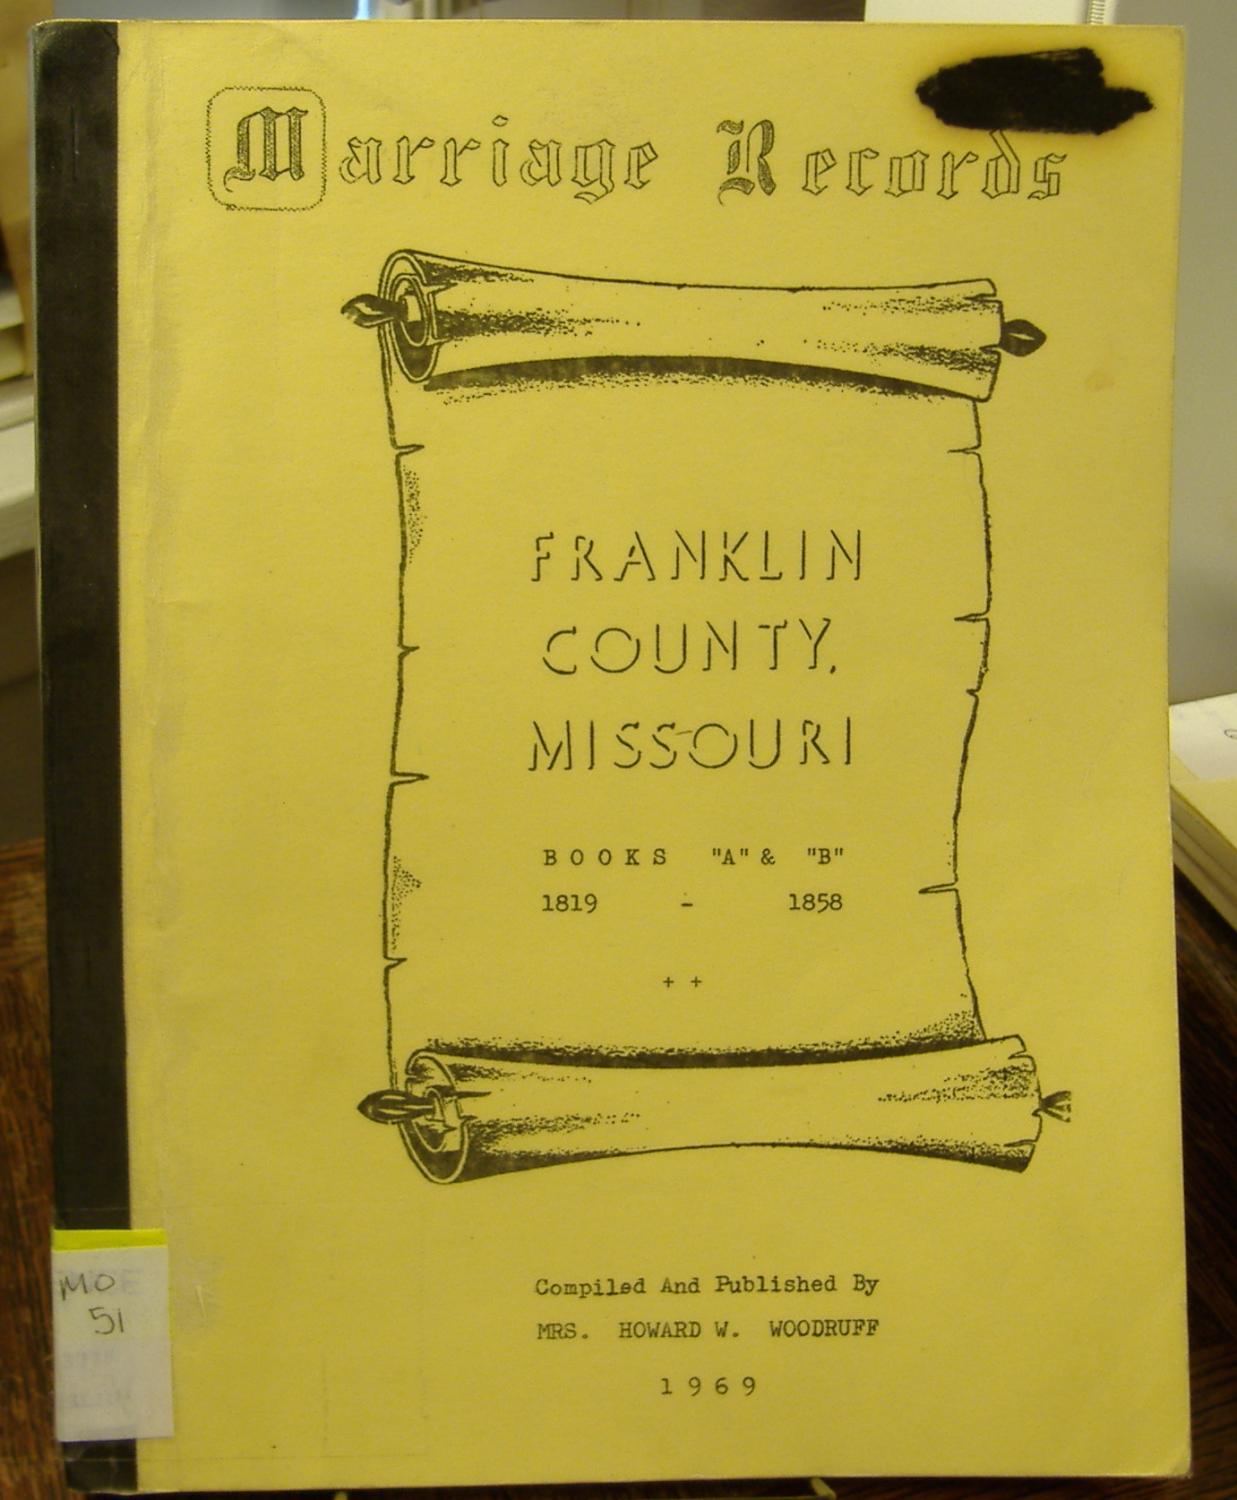 Marriage Records
FRANKLIN
COUNTY,
MISSOURI
BOOKS "A" & "B"
1819 - 1858
+ +
Compiled And Published By
MRS. HOWARD W. WOODRUFF
1969
MO
51